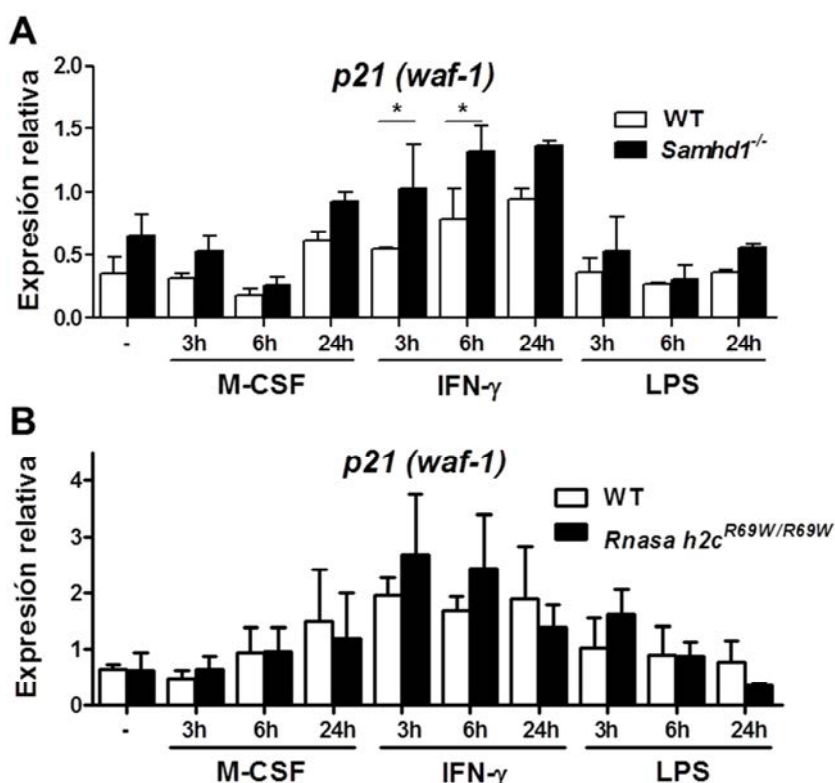 A
p21 (waf-1)
WT
Samhd1-/-
Expresión relativa
2.0
1.5
1.0
0.5
0.0
- 3h 6h 24h 3h 6h 24h 3h 6h 24h
M-CSF IFN-γ LPS
* *
B
p21 (waf-1)
WT
Rnasa h2cR69W/R69W
Expresión relativa
4
3
2
1
0
- 3h 6h 24h 3h 6h 24h 3h 6h 24h
M-CSF IFN-γ LPS